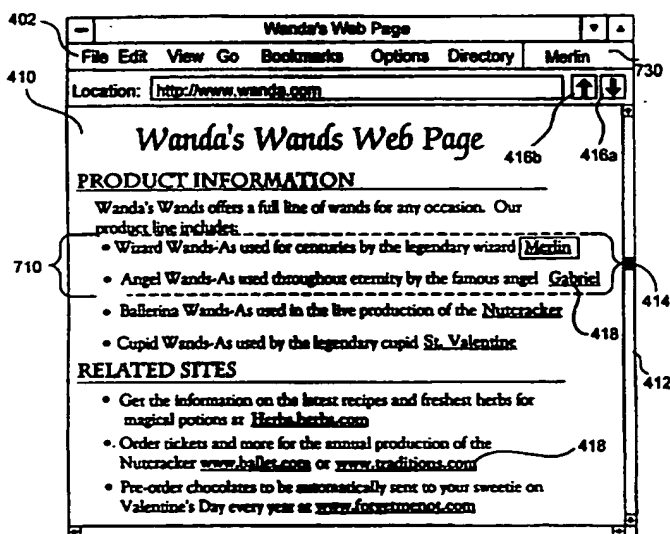 402
Wanda's Web Page
File Edit View Go Bookmarks Options Directory Merlin
730
410
Location: http://www.wanda.com
416b
416a
Wanda's Wands Web Page
PRODUCT INFORMATION
Wanda's Wands offers a full line of wands for any occasion. Our
product line includes:
• Wizard Wands-As used for centuries by the legendary wizard Merlin
710
• Angel Wands-As used throughout eternity by the famous angel Gabriel
414
418
• Ballerina Wands-As used in the live production of the Nutcracker
• Cupid Wands-As used by the legendary cupid St. Valentine
412
RELATED SITES
• Get the information on the latest recipes and freshest herbs for
magical potions at Herbs.herbs.com
• Order tickets and more for the annual production of the
418
Nutcracker www.ballet.com or www.traditions.com
• Pre-order chocolates to be automatically sent to your sweetie on
Valentine's Day every year at www.forgetmenot.com